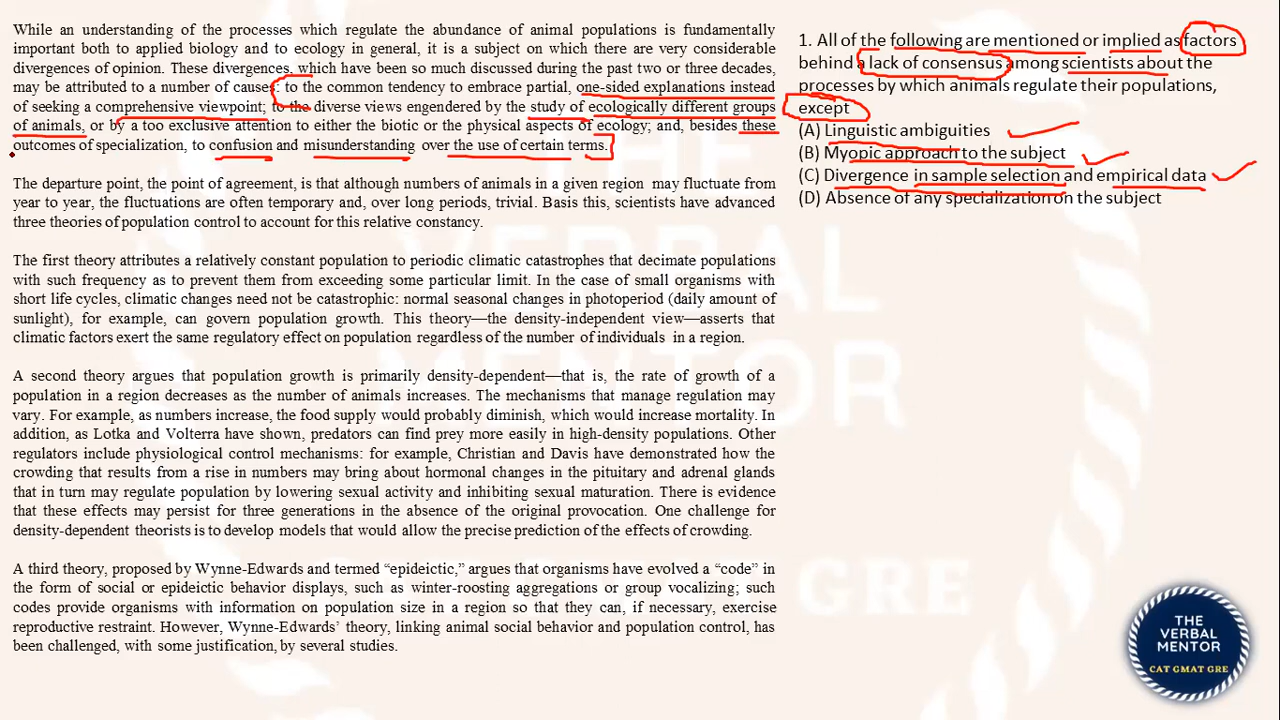 While an understanding of the processes which regulate the abundance of animal populations is fundamentally
important both to applied biology and to ecology in general, it is a subject on which there are very considerable
divergences of opinion. These divergences, which have been so much discussed during the past two or three decades,
may be attributed to a number of causes: to the common tendency to embrace partial, one-sided explanations instead
of seeking a comprehensive viewpoint; to the diverse views engendered by the study of ecologically different groups
of animals, or by a too exclusive attention to either the biotic or the physical aspects of ecology; and, besides these
outcomes of specialization, to confusion and misunderstanding over the use of certain terms.
The departure point, the point of agreement, is that although numbers of animals in a given region may fluctuate from
year to year, the fluctuations are often temporary and, over long periods, trivial. Basis this, scientists have advanced
three theories of population control to account for this relative constancy.
The first theory attributes a relatively constant population to periodic climatic catastrophes that decimate populations
with such frequency as to prevent them from exceeding some particular limit. In the case of small organisms with
short life cycles, climatic changes need not be catastrophic: normal seasonal changes in photoperiod (daily amount of
sunlight), for example, can govern population growth. This theory—the density-independent view—asserts that
climatic factors exert the same regulatory effect on population regardless of the number of individuals in a region.
A second theory argues that population growth is primarily density-dependent—that is, the rate of growth of a
population in a region decreases as the number of animals increases. The mechanisms that manage regulation may
vary. For example, as numbers increase, the food supply would probably diminish, which would increase mortality. In
addition, as Lotka and Volterra have shown, predators can find prey more easily in high-density populations. Other
regulators include physiological control mechanisms: for example, Christian and Davis have demonstrated how the
crowding that results from a rise in numbers may bring about hormonal changes in the pituitary and adrenal glands
that in turn may regulate population by lowering sexual activity and inhibiting sexual maturation. There is evidence
that these effects may persist for three generations in the absence of the original provocation. One challenge for
density-dependent theorists is to develop models that would allow the precise prediction of the effects of crowding.
A third theory, proposed by Wynne-Edwards and termed “epideictic,” argues that organisms have evolved a “code” in
the form of social or epideictic behavior displays, such as winter-roosting aggregations or group vocalizing; such
codes provide organisms with information on population size in a region so that they can, if necessary, exercise
reproductive restraint. However, Wynne-Edwards’ theory, linking animal social behavior and population control, has
been challenged, with some justification, by several studies.
1. All of the following are mentioned or implied as factors
behind a lack of consensus among scientists about the
processes by which animals regulate their populations,
except
(A) Linguistic ambiguities
(B) Myopic approach to the subject
(C) Divergence in sample selection and empirical data
(D) Absence of any specialization on the subject
THE
VERBAL
MENTOR
CAT GMAT GRE
THE
VERBAL
MENTOR
GRE